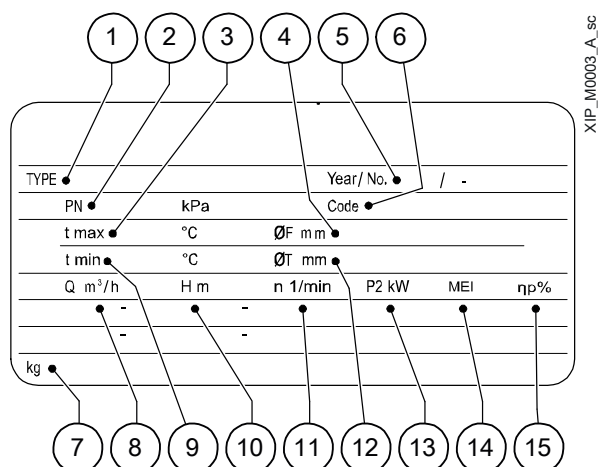 1 2 3 4 5 6
XIP_M0003_A_sc
TYPE Year/ No. / -
PN kPa Code
t max °C ØF mm
t min °C ØT mm
Q m³/h H m n 1/min P2 kW MEI ηp%
- -
- -
kg
7 8 9 10 11 12 13 14 15